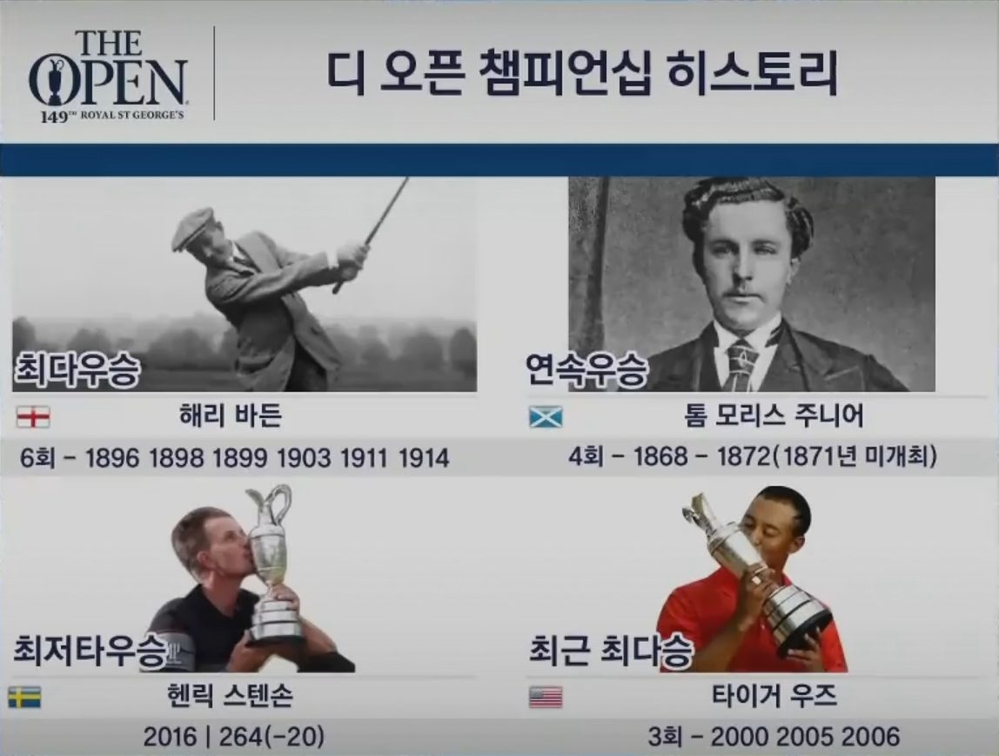 THE
OPEN
149TH ROYAL ST GEORGE'S
디 오픈 챔피언십 히스토리
최다우승
해리 바든
6회 – 1896 1898 1899 1903 1911 1914
연속우승
톰 모리스 주니어
4회 – 1868 – 1872(1871년 미개최)
최저타우승
헨릭 스텐손
2016 | 264(-20)
최근 최다승
타이거 우즈
3회 – 2000 2005 2006